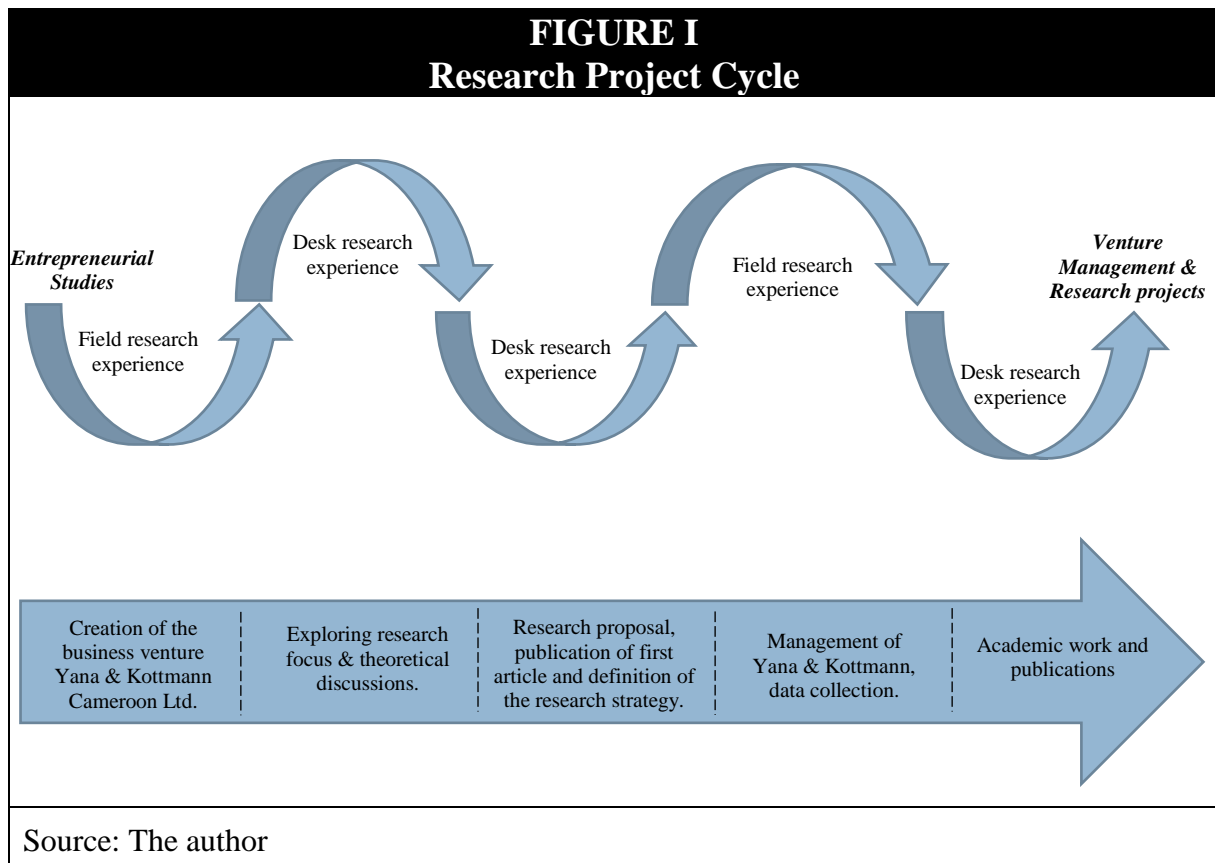 FIGURE I
Research Project Cycle
Entrepreneurial
Studies
Field research
experience
Desk research
experience
Desk research
experience
Field research
experience
Desk research
experience
Venture
Management &
Research projects
Creation of the
business venture
Yana & Kottmann
Cameroon Ltd.
Exploring research
focus & theoretical
discussions.
Research proposal,
publication of first
article and definition of
the research strategy.
Management of
Yana & Kottmann,
data collection.
Academic work and
publications
Source: The author